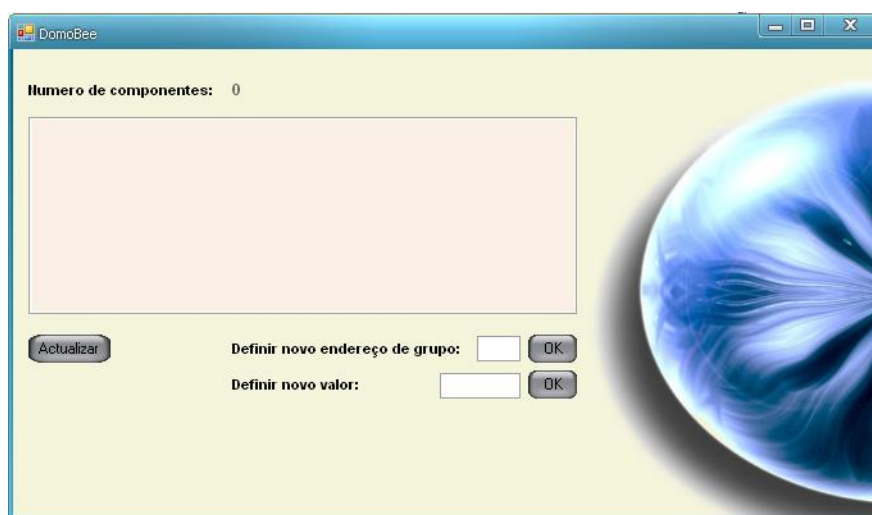 DomoBee
Numero de componentes: 0
Actualizar
Definir novo endereço de grupo: OK
Definir novo valor: OK